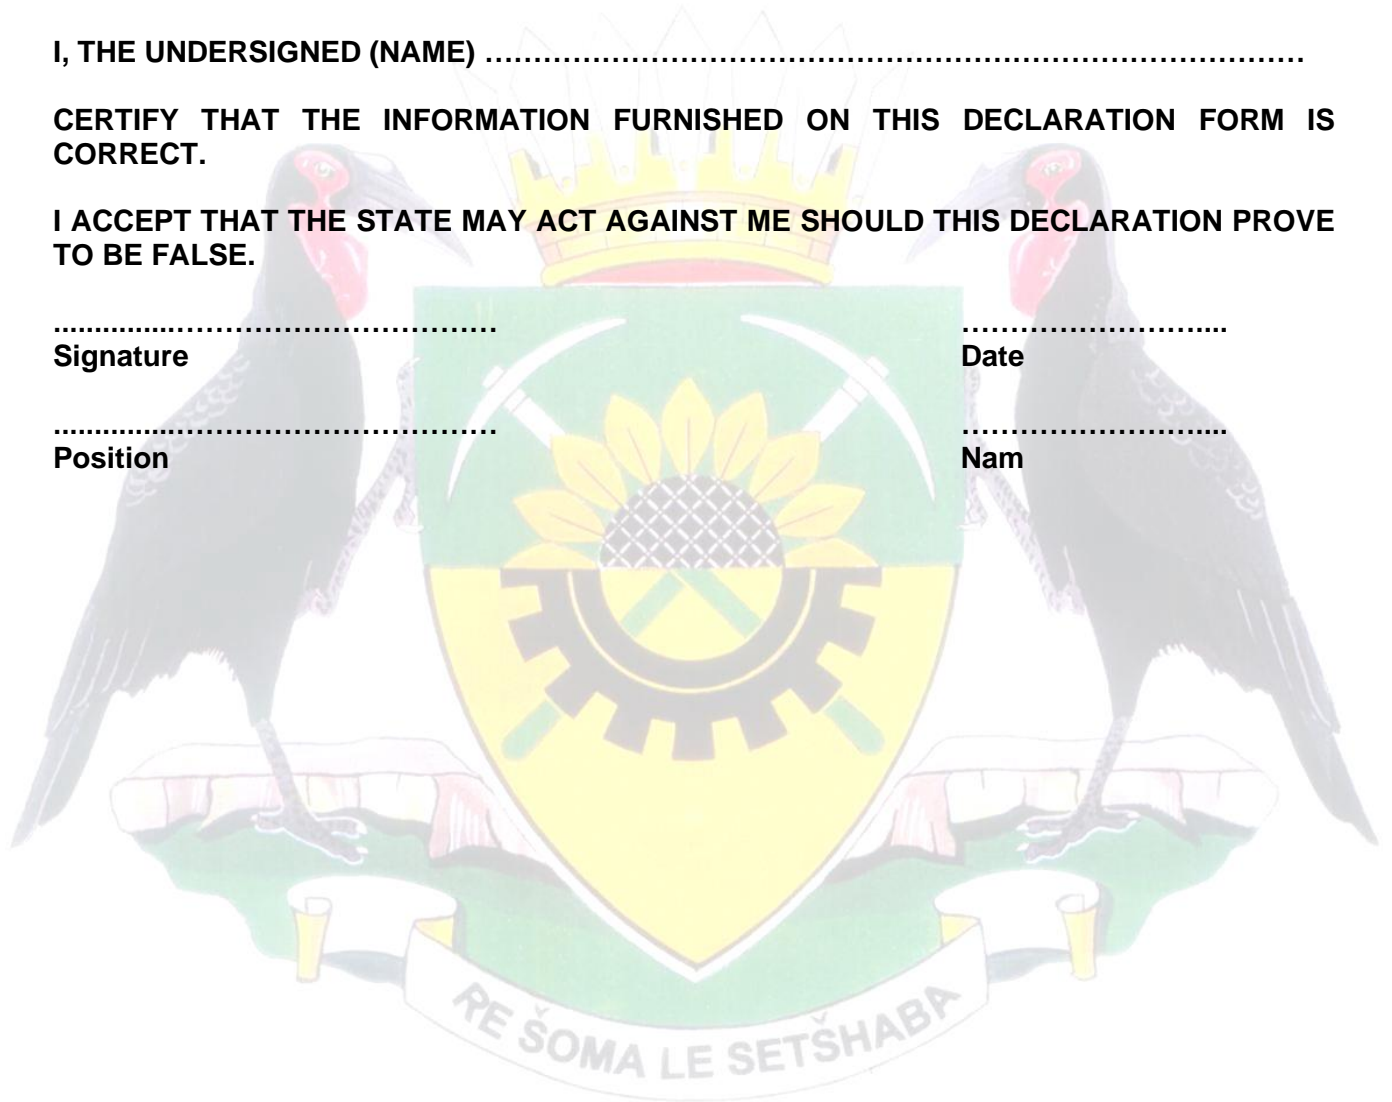 I, THE UNDERSIGNED (NAME) ………………………………………………………………………
CERTIFY THAT THE INFORMATION FURNISHED ON THIS DECLARATION FORM IS
CORRECT.
I ACCEPT THAT THE STATE MAY ACT AGAINST ME SHOULD THIS DECLARATION PROVE
TO BE FALSE.
...............…………………………… ……………………....
Signature Date
...............…………………………… ……………………....
Position Nam
RE ŠOMA LE SETŠHABA